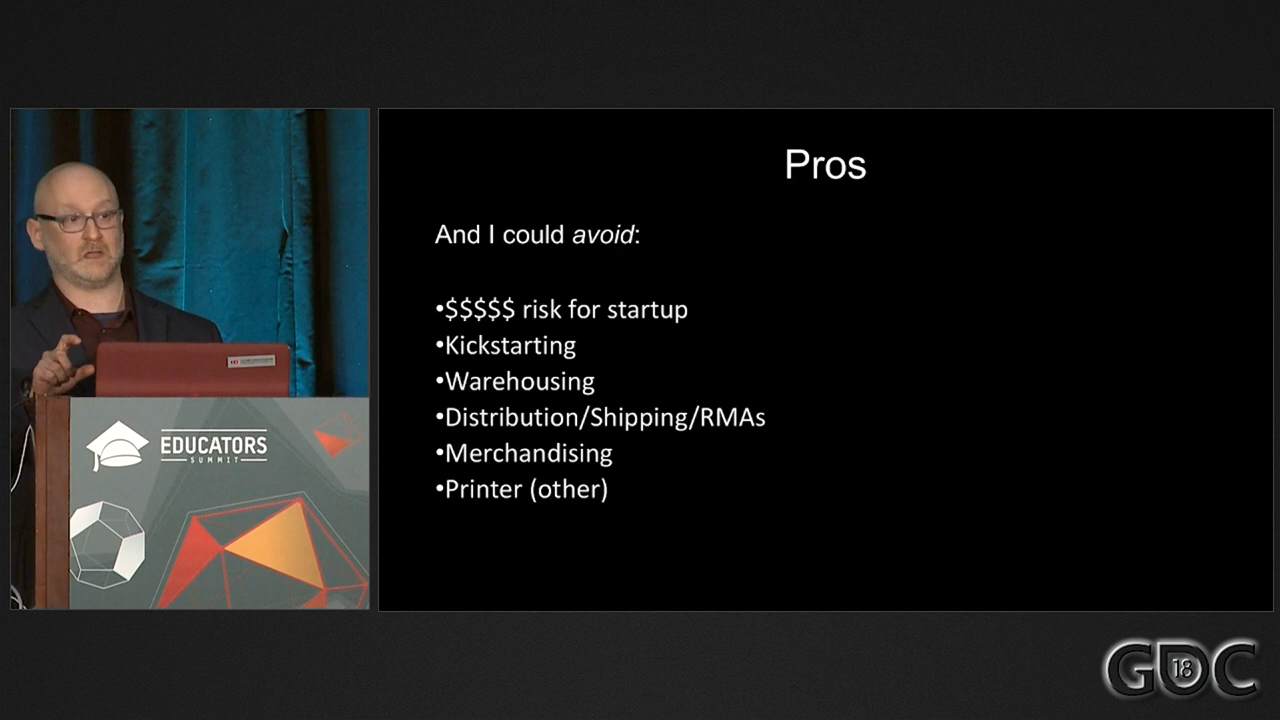 Pros
And I could avoid:
•$$$$$ risk for startup
•Kickstarting
•Warehousing
•Distribution/Shipping/RMAs
•Merchandising
•Printer (other)
EDUCATORS
SUMMIT
GDC
18